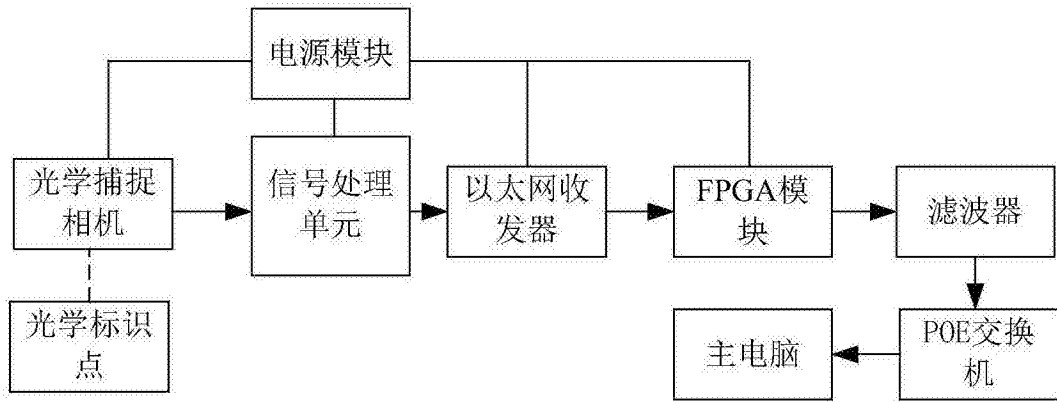 电源模块
光学捕捉
相机
信号处理
单元
以太网收
发器
FPGA模
块
滤波器
光学标识
点
主电脑
POE交换
机